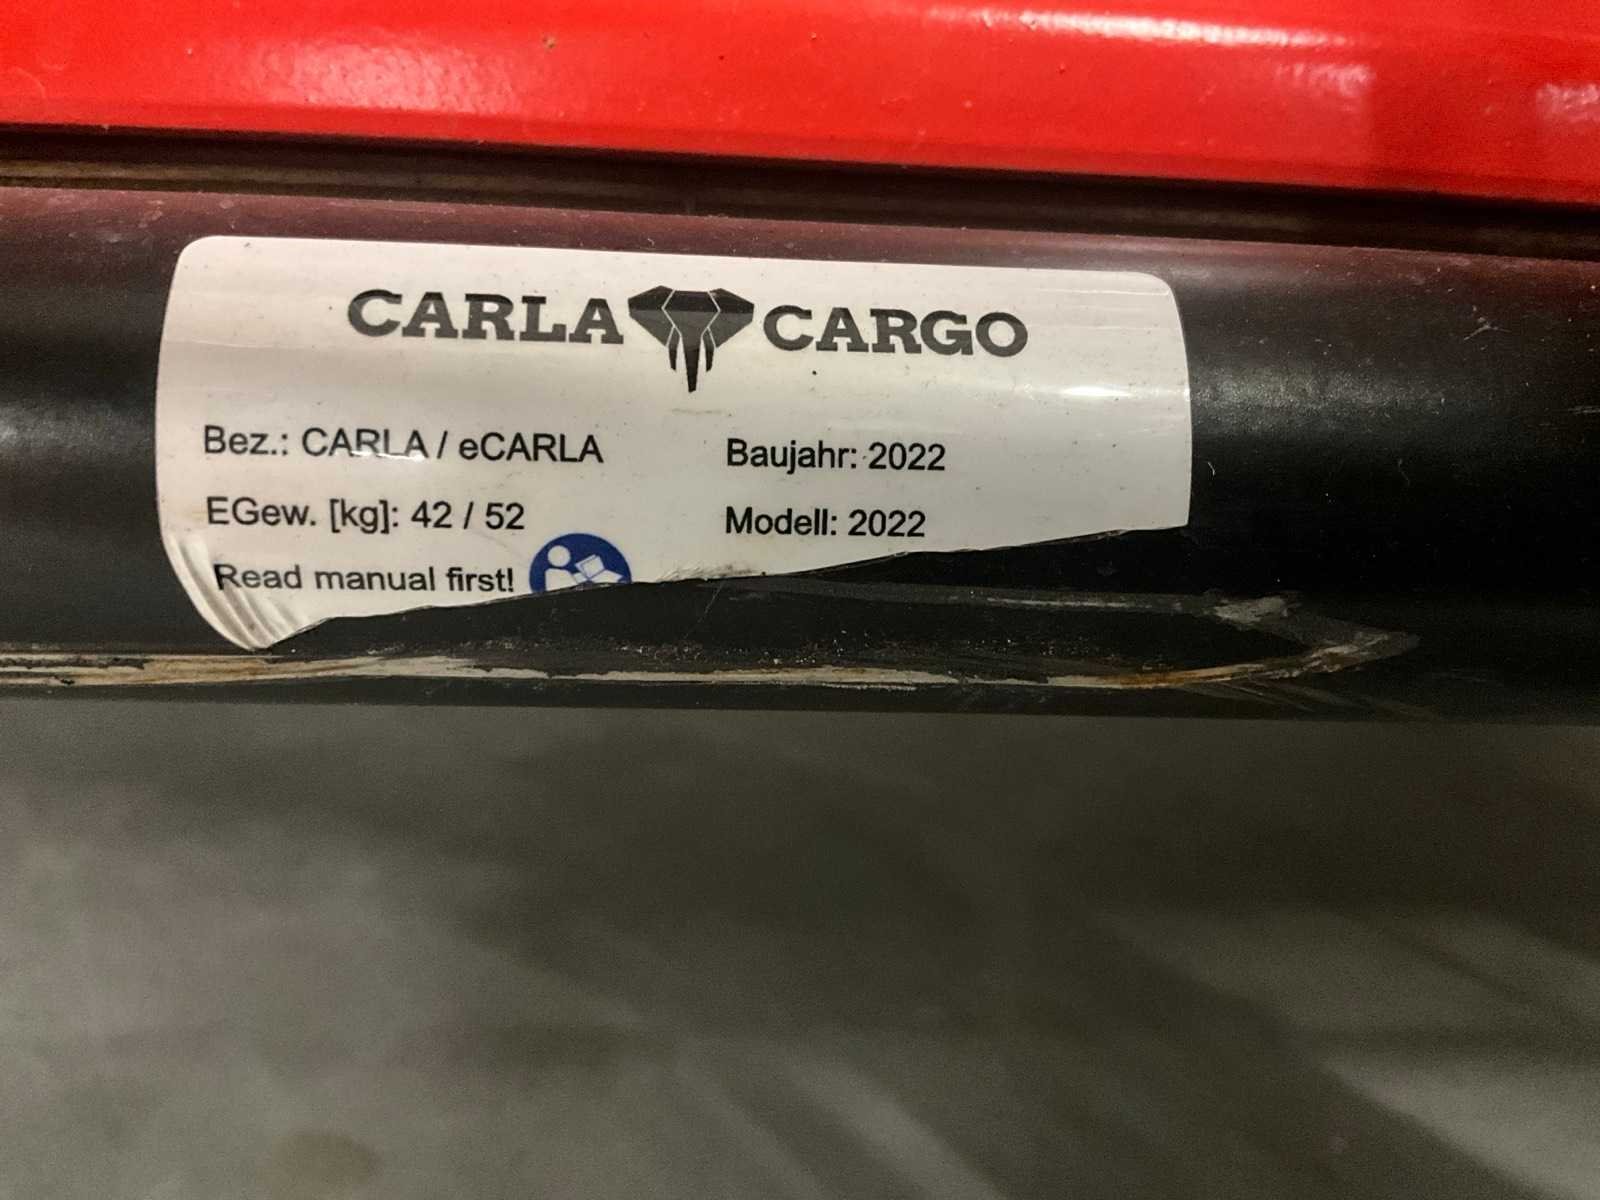 CARLA CARGO
Bez.: CARLA / eCARLA
Baujahr: 2022
EGew. [kg]: 42 / 52
Modell: 2022
Read manual first!